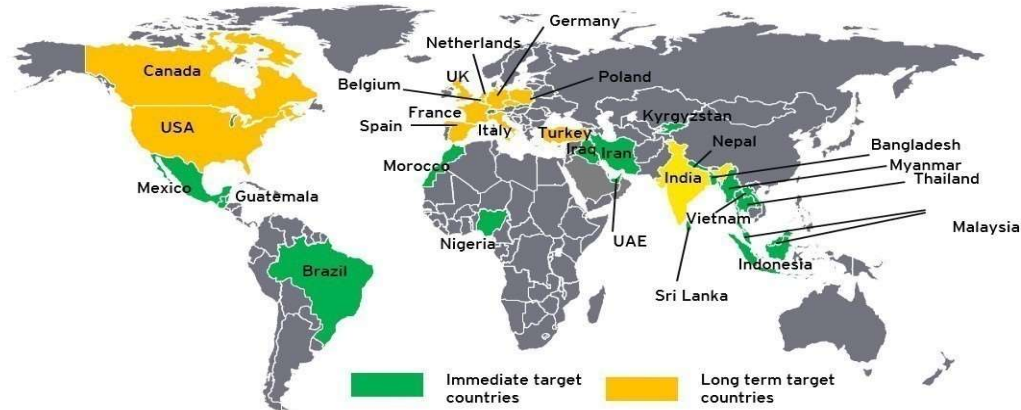 Germany
Netherlands
Canada
UK
Poland
Belgium
France
USA
Spain
Italy
Turkey
Kyrgyzstan
Iraq
Iran
Nepal
Bangladesh
Morocco
Myanmar
Mexico
India
Thailand
Guatemala
Vietnam
Nigeria
UAE
Malaysia
Brazil
Indonesia
Sri Lanka
Immediate target
countries
Long term target
countries